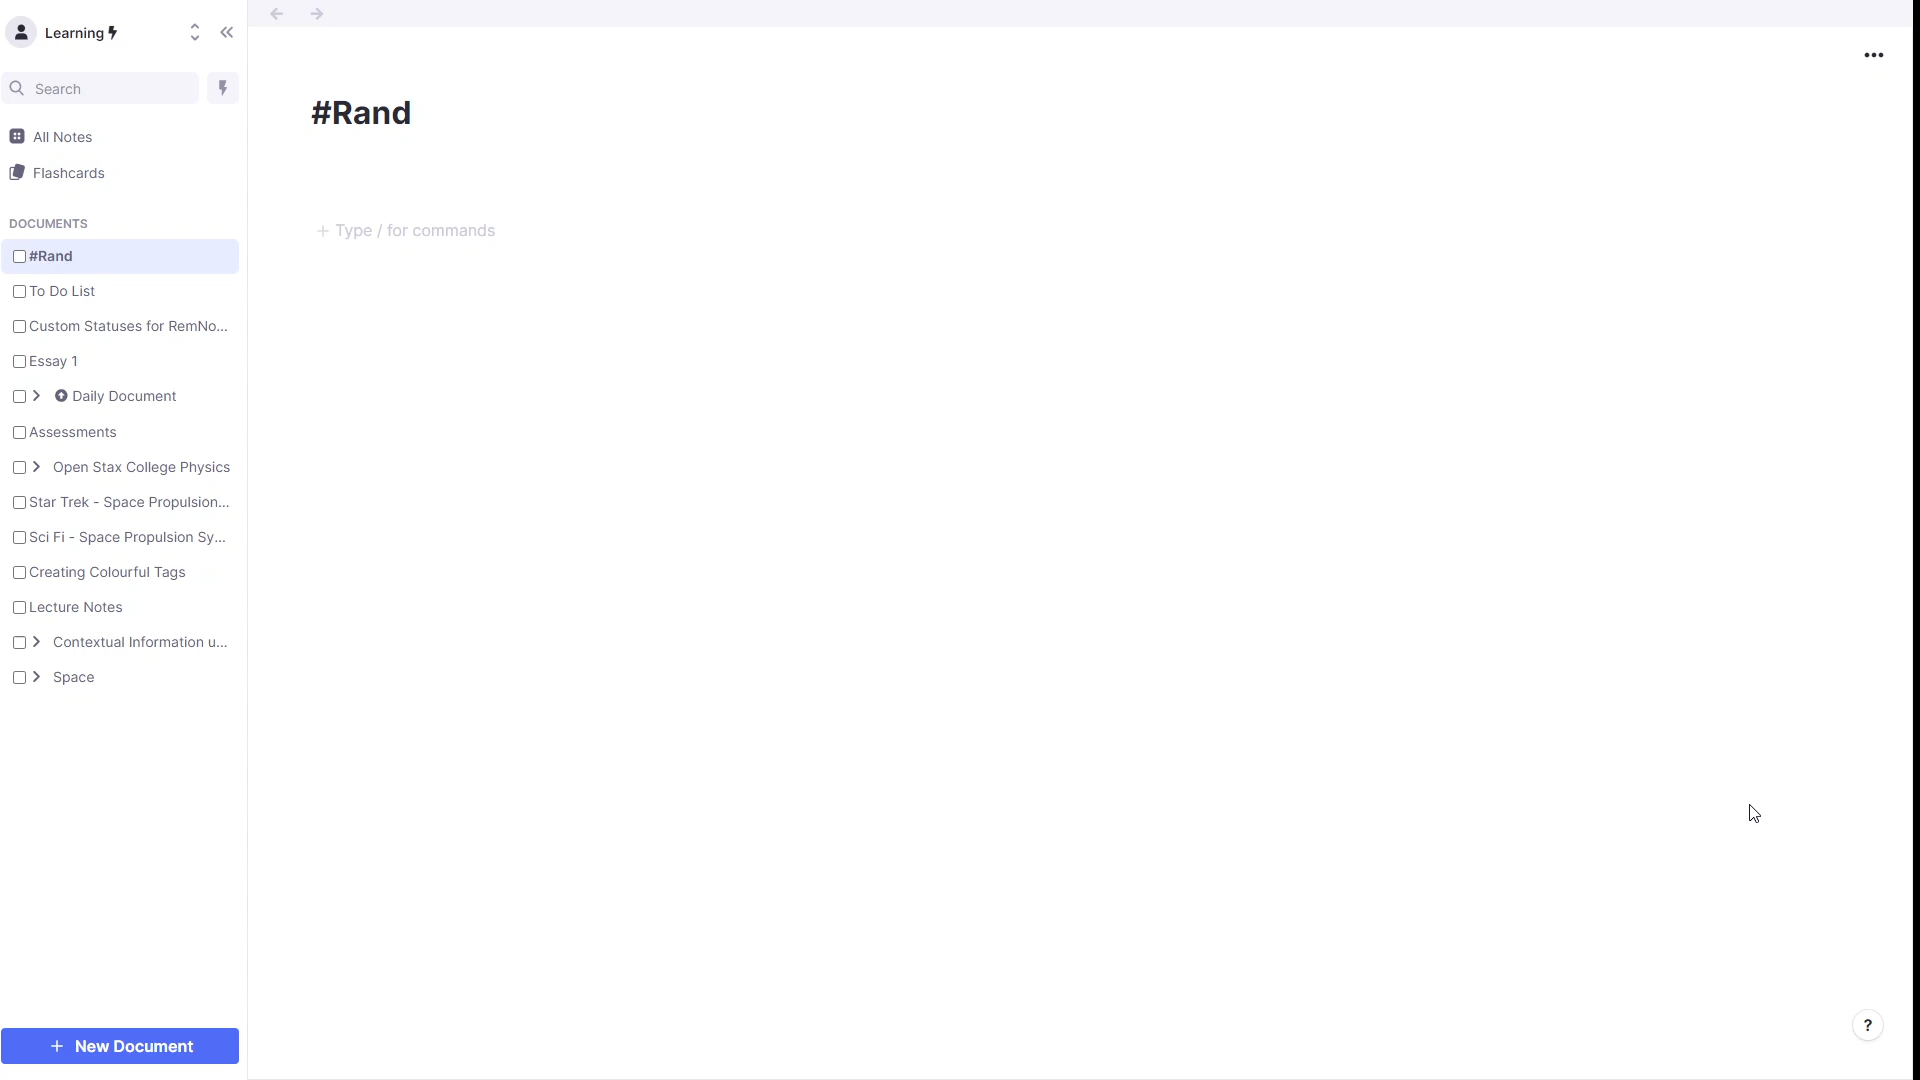 Learning
Search
All Notes
Flashcards
DOCUMENTS
#Rand
To Do List
Custom Statuses for RemNo...
Essay 1
Daily Document
Assessments
Open Stax College Physics
Star Trek - Space Propulsion...
Sci Fi - Space Propulsion Sy...
Creating Colourful Tags
Lecture Notes
Contextual Information u...
Space
+ New Document
#Rand
+ Type / for commands
?